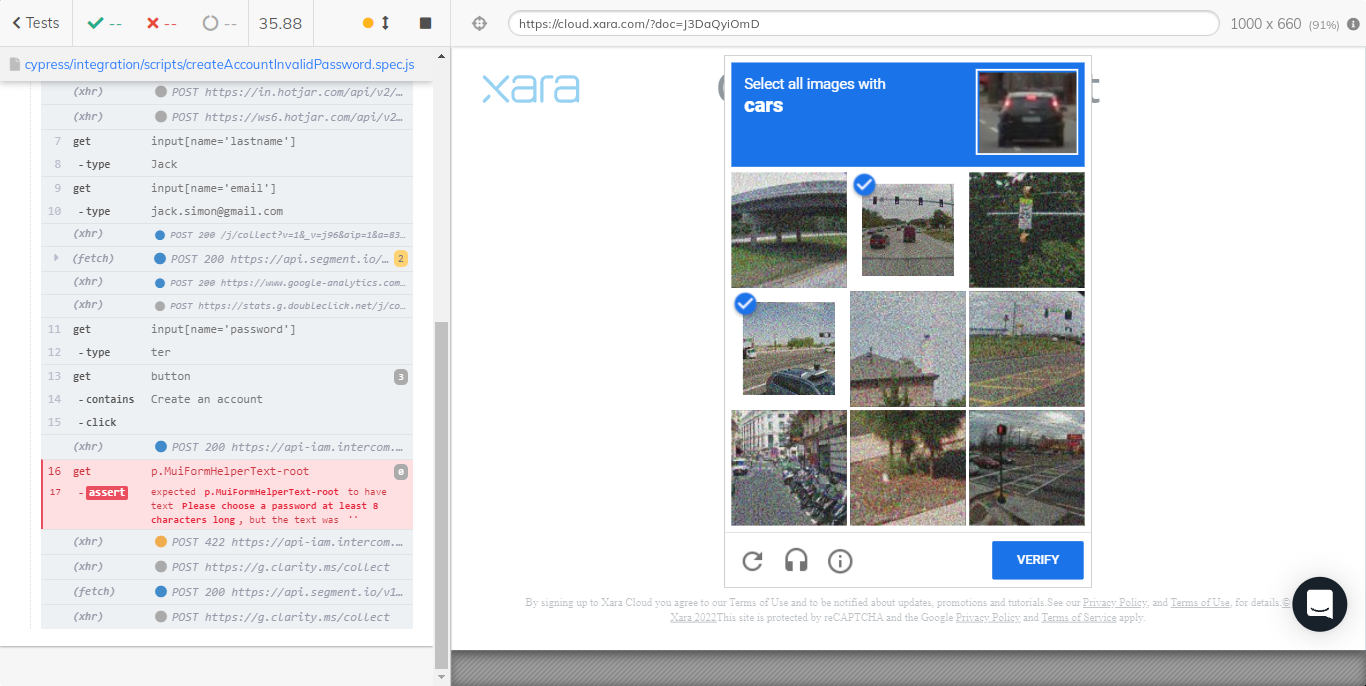 Tests
--
--
--
35.88
https://cloud.xara.com/?doc=J3DaQyiOmD
1000 x 660 (91%)
cypress/integration/scripts/createAccountInvalidPassword.spec.js
(xhr) POST https://in.hotjar.com/api/v2/…
(xhr) POST https://ws6.hotjar.com/api/v2…
7 get input[name='lastname']
8 -type Jack
9 get input[name='email']
10 -type jack.simon@gmail.com
(xhr) POST 200 /j/collect?v=1&_v=j96&aip=1&a=83…
(fetch) POST 200 https://api.segment.io/… 2
(xhr) POST 200 https://www.google-analytics.com…
(xhr) POST https://stats.g.doubleclick.net/j/co…
11 get input[name='password']
12 -type ter
13 get button 3
14 -contains Create an account
15 -click
(xhr) POST 200 https://api-iam.intercom.…
16 get p.MuiFormHelperText-root 0
17 -assert expected p.MuiFormHelperText-root to have
text Please choose a password at least 8
characters long, but the text was ''
(xhr) POST 422 https://api-iam.intercom.…
(xhr) POST https://g.clarity.ms/collect
(fetch) POST 200 https://api.segment.io/v1…
(xhr) POST https://g.clarity.ms/collect
xara
Select all images with
cars
VERIFY
By signing up to Xara Cloud you agree to our Terms of Use and to be notified about updates, promotions and tutorials.See our Privacy Policy, and Terms of Use, for details.©
Xara 2022This site is protected by reCAPTCHA and the Google Privacy Policy and Terms of Service apply.